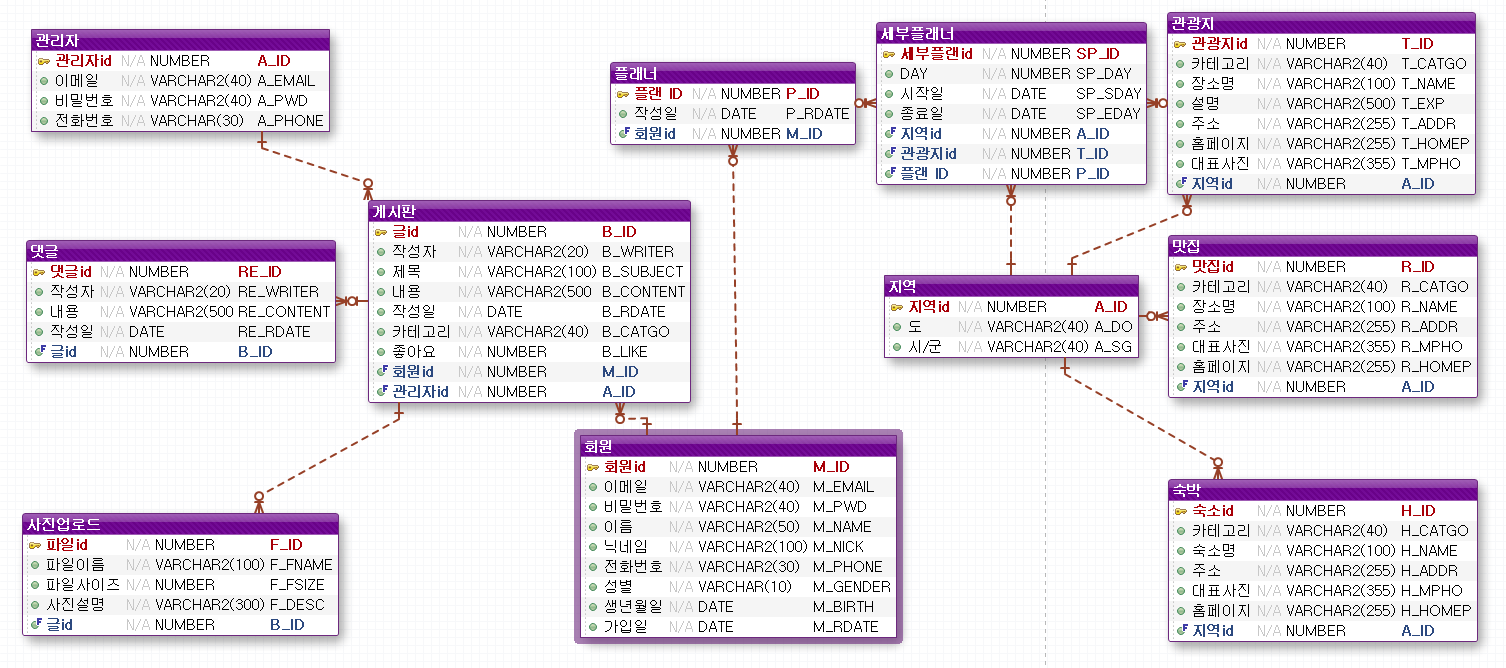 관리자
관리자id N/A NUMBER A_ID
이메일 N/A VARCHAR2(40) A_EMAIL
비밀번호 N/A VARCHAR2(40) A_PWD
전화번호 N/A VARCHAR(30) A_PHONE
플래너
플랜 ID N/A NUMBER P_ID
작성일 N/A DATE P_RDATE
회원id N/A NUMBER M_ID
세부플래너
세부플랜id N/A NUMBER SP_ID
DAY N/A NUMBER SP_DAY
시작일 N/A DATE SP_SDAY
종료일 N/A DATE SP_EDAY
지역id N/A NUMBER A_ID
관광지id N/A NUMBER T_ID
플랜 ID N/A NUMBER P_ID
관광지
관광지id N/A NUMBER T_ID
카테고리 N/A VARCHAR2(40) T_CATGO
장소명 N/A VARCHAR2(100) T_NAME
설명 N/A VARCHAR2(500) T_EXP
주소 N/A VARCHAR2(255) T_ADDR
홈페이지 N/A VARCHAR2(255) T_HOMEP
대표사진 N/A VARCHAR2(355) T_MPHO
지역id N/A NUMBER A_ID
게시판
글id N/A NUMBER B_ID
작성자 N/A VARCHAR2(20) B_WRITER
제목 N/A VARCHAR2(100) B_SUBJECT
내용 N/A VARCHAR2(500 B_CONTENT
작성일 N/A DATE B_RDATE
카테고리 N/A VARCHAR2(40) B_CATGO
좋아요 N/A NUMBER B_LIKE
회원id N/A NUMBER M_ID
관리자id N/A NUMBER A_ID
댓글
댓글id N/A NUMBER RE_ID
작성자 N/A VARCHAR2(20) RE_WRITER
내용 N/A VARCHAR2(500 RE_CONTENT
작성일 N/A DATE RE_RDATE
글id N/A NUMBER B_ID
지역
지역id N/A NUMBER A_ID
도 N/A VARCHAR2(40) A_DO
시/군 N/A VARCHAR2(40) A_SG
맛집
맛집id N/A NUMBER R_ID
카테고리 N/A VARCHAR2(40) R_CATGO
장소명 N/A VARCHAR2(100) R_NAME
주소 N/A VARCHAR2(255) R_ADDR
대표사진 N/A VARCHAR2(355) R_MPHO
홈페이지 N/A VARCHAR2(255) R_HOMEP
지역id N/A NUMBER A_ID
회원
회원id N/A NUMBER M_ID
이메일 N/A VARCHAR2(40) M_EMAIL
비밀번호 N/A VARCHAR2(40) M_PWD
이름 N/A VARCHAR2(50) M_NAME
닉네임 N/A VARCHAR2(100) M_NICK
전화번호 N/A VARCHAR2(30) M_PHONE
성별 N/A VARCHAR(10) M_GENDER
생년월일 N/A DATE M_BIRTH
가입일 N/A DATE M_RDATE
사진업로드
파일id N/A NUMBER F_ID
파일이름 N/A VARCHAR2(100) F_FNAME
파일사이즈 N/A NUMBER F_FSIZE
사진설명 N/A VARCHAR2(300) F_DESC
글id N/A NUMBER B_ID
숙박
숙소id N/A NUMBER H_ID
카테고리 N/A VARCHAR2(40) H_CATGO
숙소명 N/A VARCHAR2(100) H_NAME
주소 N/A VARCHAR2(255) H_ADDR
대표사진 N/A VARCHAR2(355) H_MPHO
홈페이지 N/A VARCHAR2(255) H_HOMEP
지역id N/A NUMBER A_ID